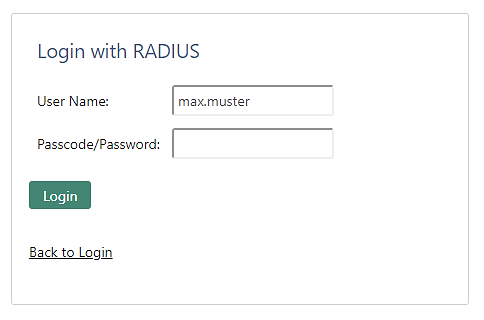 Login with RADIUS
User Name: max.muster
Passcode/Password:
Login
Back to Login